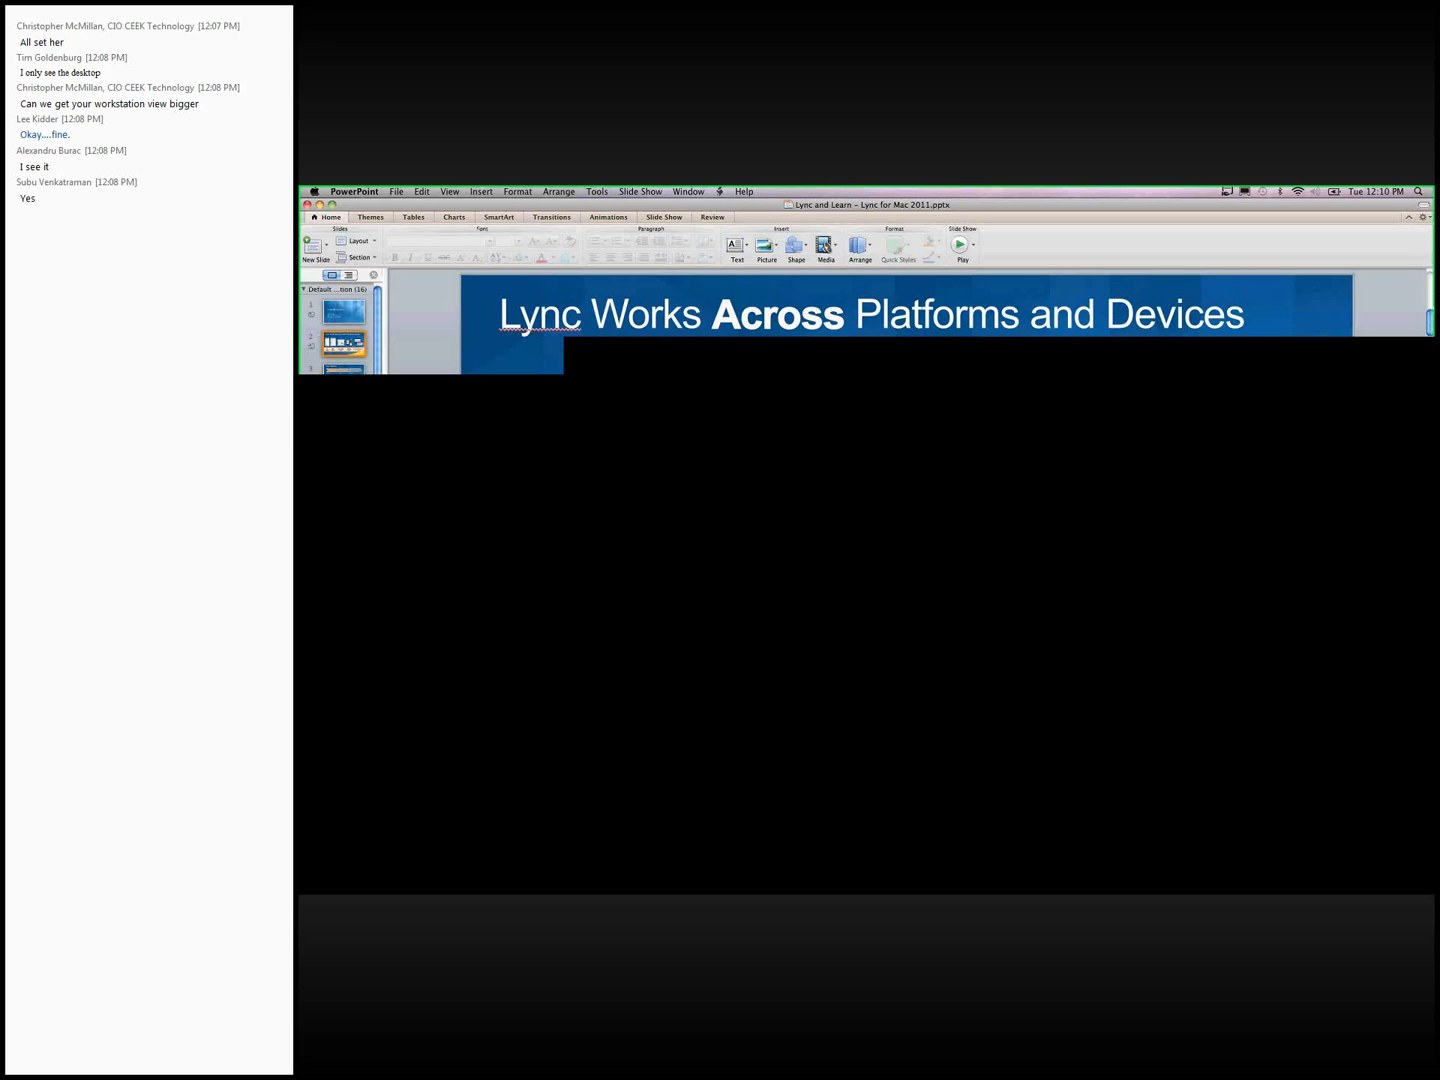 Christopher McMillan, CIO CEEK Technology [12:07 PM]
All set her
Tim Goldenburg [12:08 PM]
I only see the desktop
Christopher McMillan, CIO CEEK Technology [12:08 PM]
Can we get your workstation view bigger
Lee Kidder [12:08 PM]
Okay....fine.
Alexandru Burac [12:08 PM]
I see it
Subu Venkatraman [12:08 PM]
Yes
PowerPoint File Edit View Insert Format Arrange Tools Slide Show Window Help Tue 12:10 PM
Lync and Learn - Lync for Mac 2011.pptx
Home Themes Tables Charts SmartArt Transitions Animations Slide Show Review
Slides Font Paragraph Insert Format Slide Show
New Slide Layout Section Text Picture Shape Media Arrange Quick Styles Play
Default ...tion (16)
1
2
3
Lync Works Across Platforms and Devices